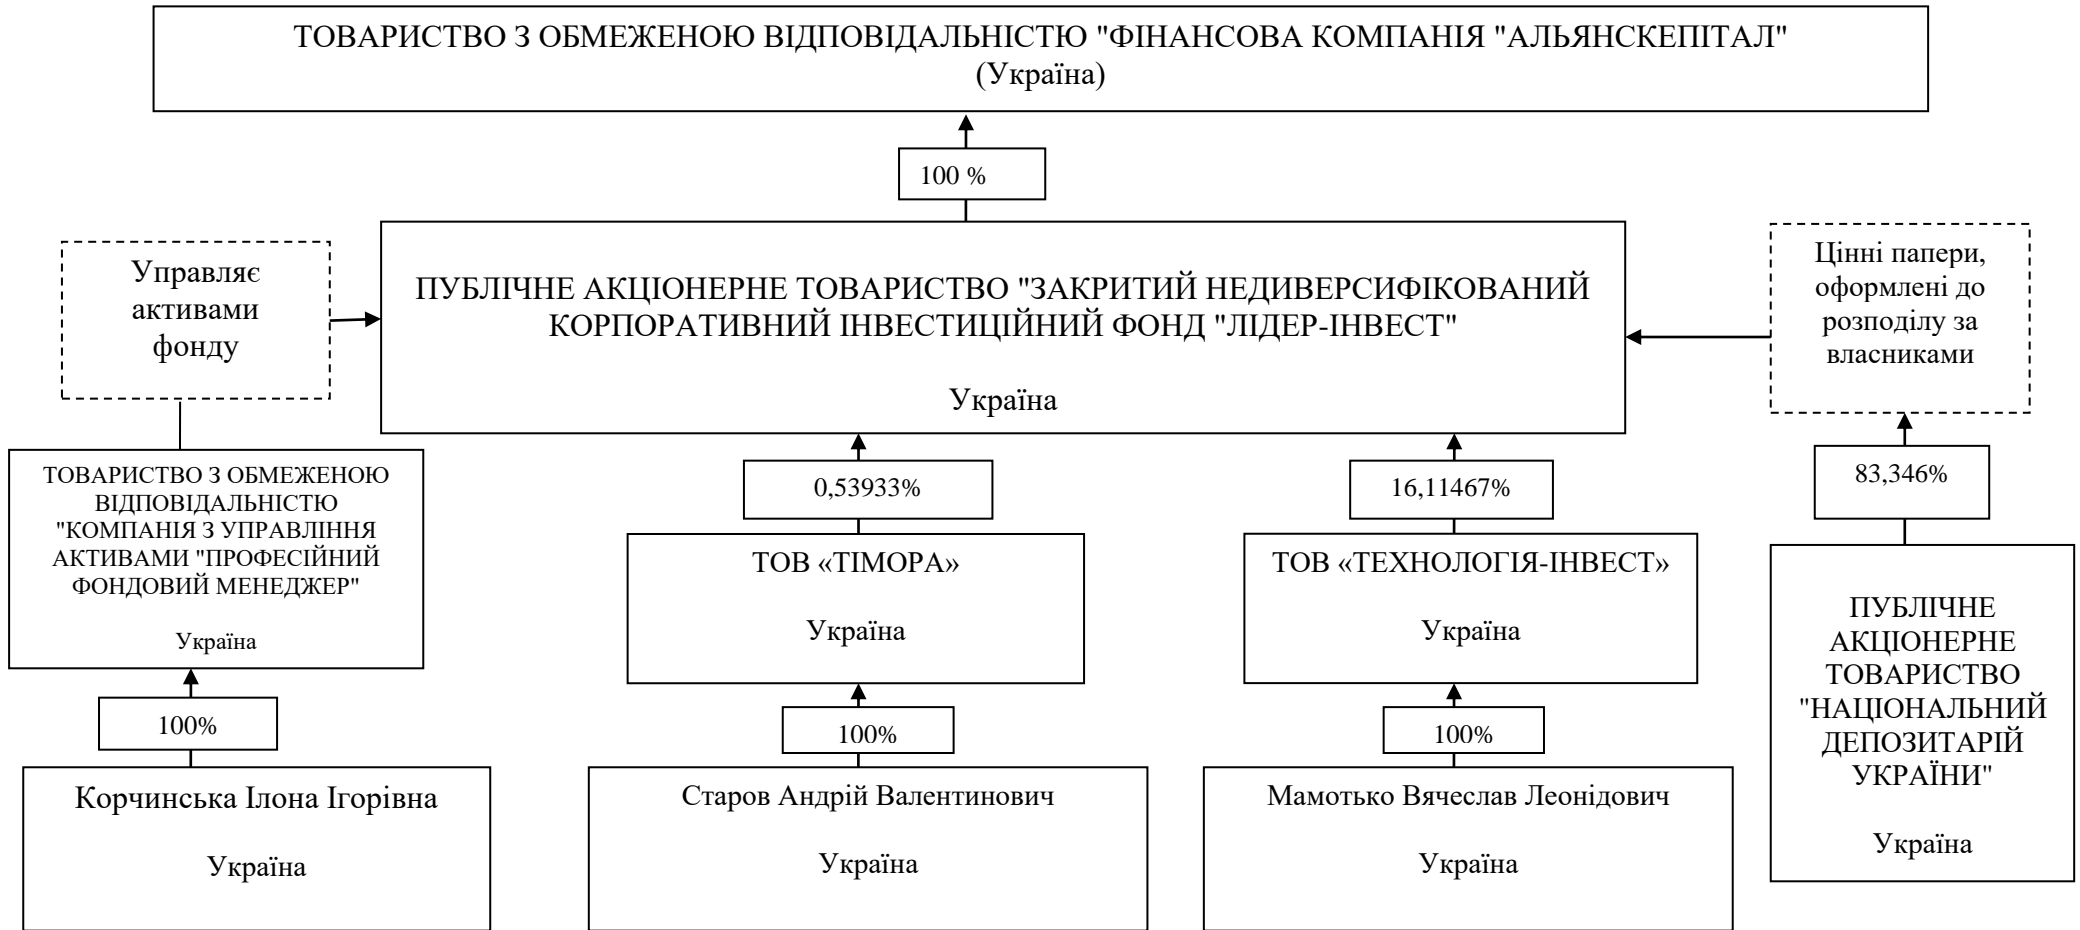 ТОВАРИСТВО З ОБМЕЖЕНОЮ ВІДПОВІДАЛЬНІСТЮ "ФІНАНСОВА КОМПАНІЯ "АЛЬЯНСКЕПІТАЛ"
(Україна)
100 %
Управляє
активами
фонду
ПУБЛІЧНЕ АКЦІОНЕРНЕ ТОВАРИСТВО "ЗАКРИТИЙ НЕДИВЕРСИФІКОВАНИЙ
КОРПОРАТИВНИЙ ІНВЕСТИЦІЙНИЙ ФОНД "ЛІДЕР-ІНВЕСТ"
Україна
Цінні папери,
оформлені до
розподілу за
власниками
ТОВАРИСТВО З ОБМЕЖЕНОЮ
ВІДПОВІДАЛЬНІСТЮ
"КОМПАНІЯ З УПРАВЛІННЯ
АКТИВАМИ "ПРОФЕСІЙНИЙ
ФОНДОВИЙ МЕНЕДЖЕР"
Україна
0,53933%
16,11467%
83,346%
ТОВ «ТІМОРА»
Україна
ТОВ «ТЕХНОЛОГІЯ-ІНВЕСТ»
Україна
ПУБЛІЧНЕ
АКЦІОНЕРНЕ
ТОВАРИСТВО
"НАЦІОНАЛЬНИЙ
ДЕПОЗИТАРІЙ
УКРАЇНИ"
Україна
100%
100%
100%
Корчинська Ілона Ігорівна
Україна
Старов Андрій Валентинович
Україна
Мамотько Вячеслав Леонідович
Україна